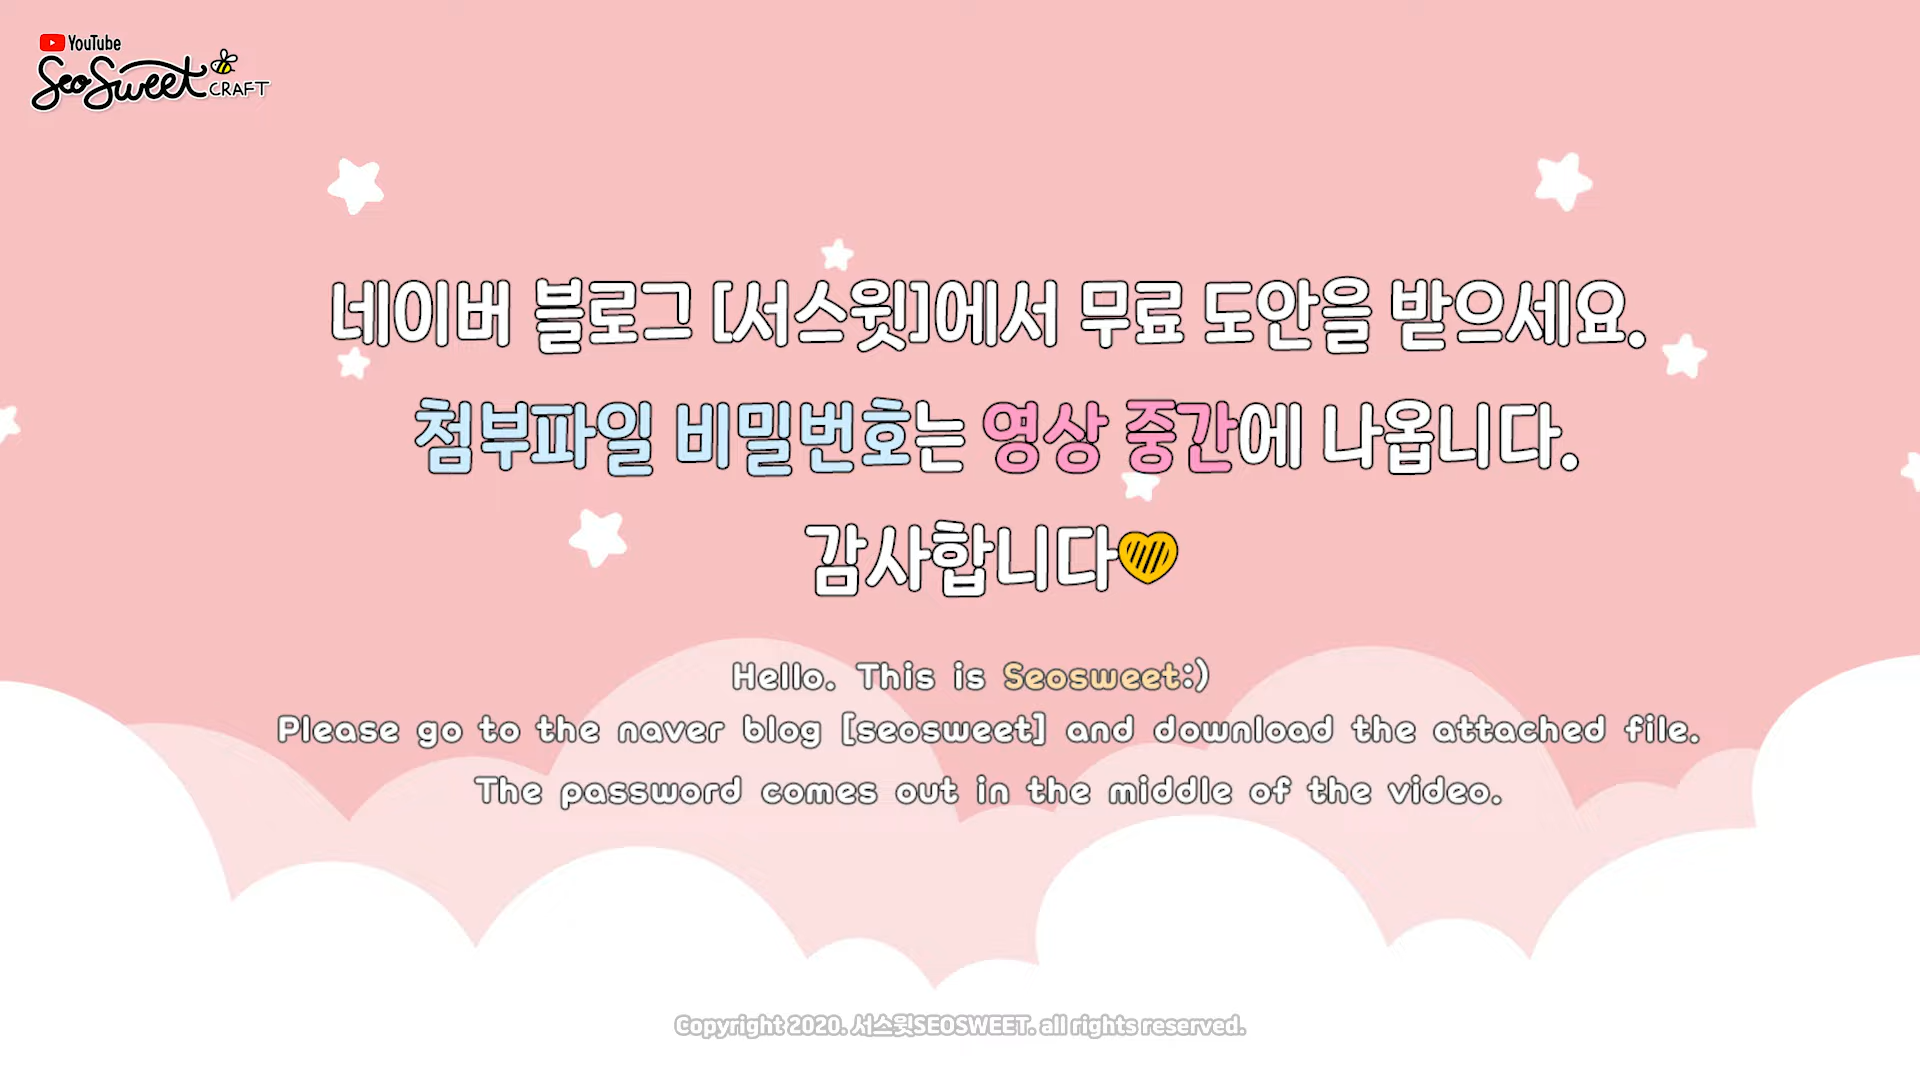 YouTube
SeoSweet CRAFT
네이버 블로그 [서스윗]에서 무료 도안을 받으세요.
첨부파일 비밀번호는 영상 중간에 나옵니다.
감사합니다
Hello. This is Seosweet:)
Please go to the naver blog [seosweet] and download the attached file.
The password comes out in the middle of the video.
Copyright 2020. 서스윗SEOSWEET. all rights reserved.